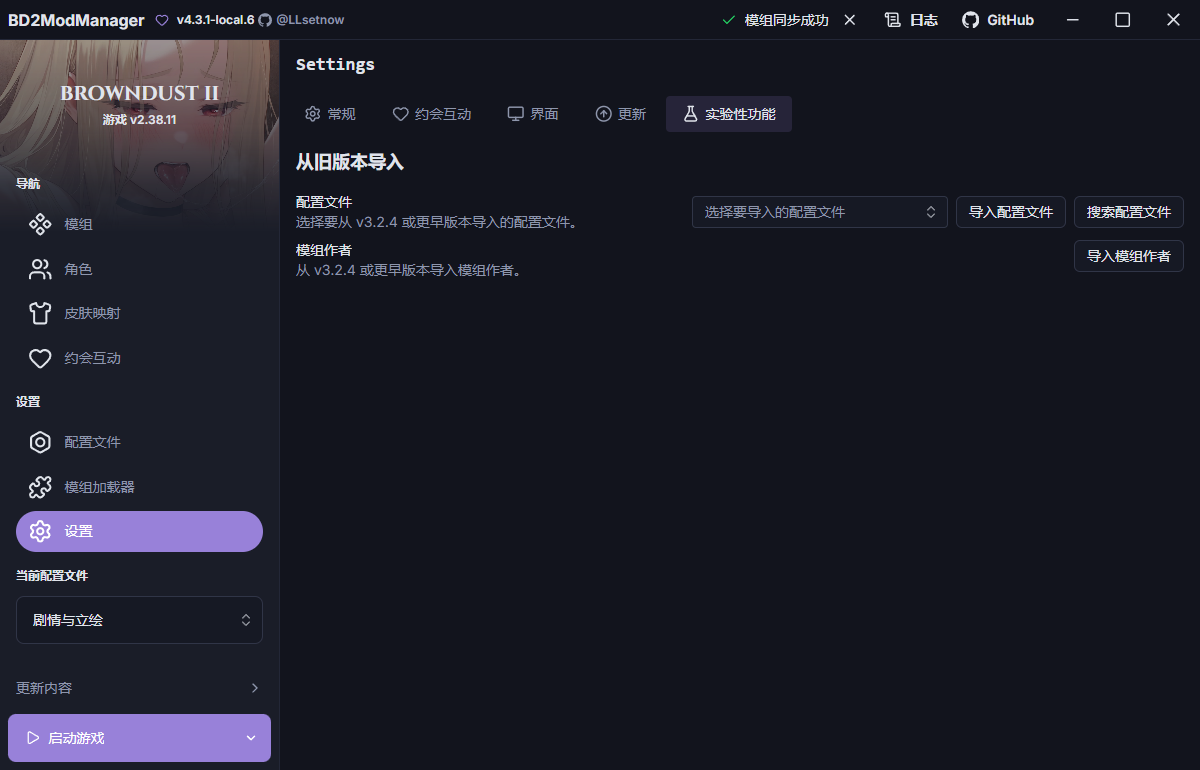 BD2ModManager v4.3.1-local.6 @LLsetnow 模组同步成功 日志 GitHub
BROWNDUST II
游戏 v2.38.11
导航
模组
角色
皮肤映射
约会互动
设置
配置文件
模组加载器
设置
当前配置文件
剧情与立绘
更新内容
启动游戏
Settings
常规 约会互动 界面 更新 实验性功能
从旧版本导入
配置文件
选择要从 v3.2.4 或更早版本导入的配置文件。
选择要导入的配置文件 导入配置文件 搜索配置文件
模组作者
从 v3.2.4 或更早版本导入模组作者。
导入模组作者